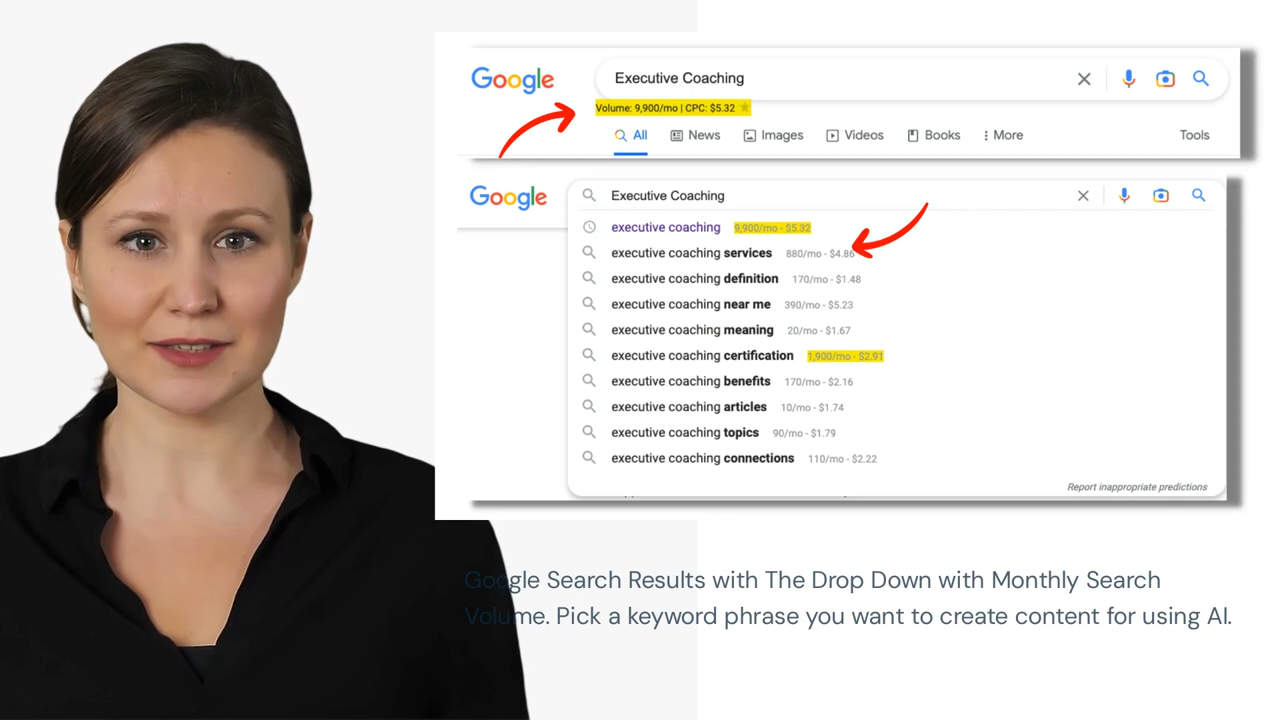 Google
Executive Coaching
Volume: 9,900/mo | CPC: $5.32
All News Images Videos Books More Tools
Google
Executive Coaching
executive coaching 9,900/mo - $5.32
executive coaching services 880/mo - $4.86
executive coaching definition 170/mo - $1.48
executive coaching near me 390/mo - $5.23
executive coaching meaning 20/mo - $1.67
executive coaching certification 1,900/mo - $2.91
executive coaching benefits 170/mo - $2.16
executive coaching articles 10/mo - $1.74
executive coaching topics 90/mo - $1.79
executive coaching connections 110/mo - $2.22
Report inappropriate predictions
Google Search Results with The Drop Down with Monthly Search
Volume. Pick a keyword phrase you want to create content for using AI.